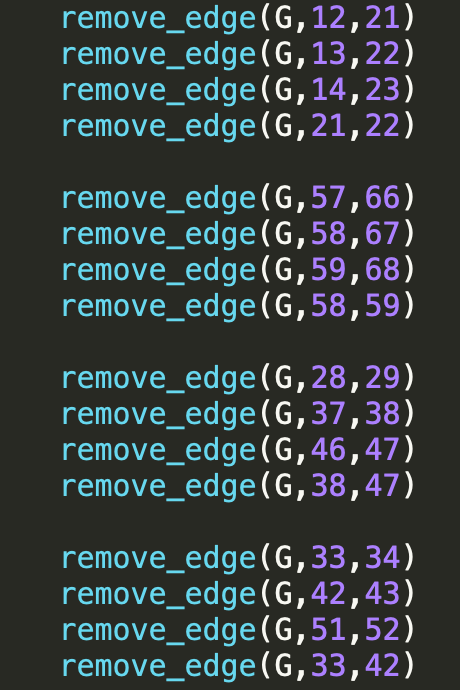 remove_edge(G,12,21)
remove_edge(G,13,22)
remove_edge(G,14,23)
remove_edge(G,21,22)
remove_edge(G,57,66)
remove_edge(G,58,67)
remove_edge(G,59,68)
remove_edge(G,58,59)
remove_edge(G,28,29)
remove_edge(G,37,38)
remove_edge(G,46,47)
remove_edge(G,38,47)
remove_edge(G,33,34)
remove_edge(G,42,43)
remove_edge(G,51,52)
remove_edge(G,33,42)